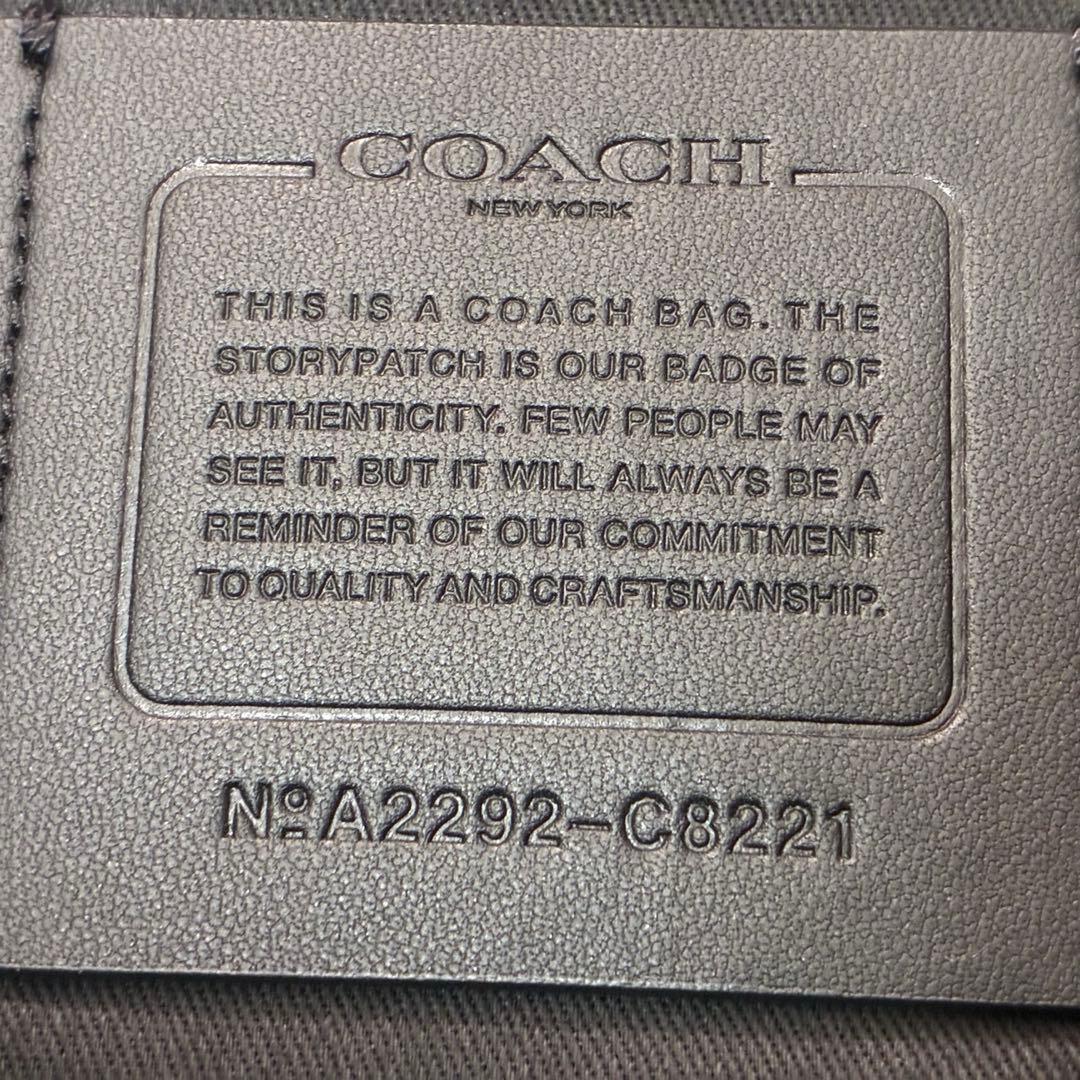 COACH
NEW YORK
THIS IS A COACH BAG. THE
STORYPATCH IS OUR BADGE OF
AUTHENTICITY. FEW PEOPLE MAY
SEE IT, BUT IT WILL ALWAYS BE A
REMINDER OF OUR COMMITMENT
TO QUALITY AND CRAFTSMANSHIP.
NºA2292-C8221